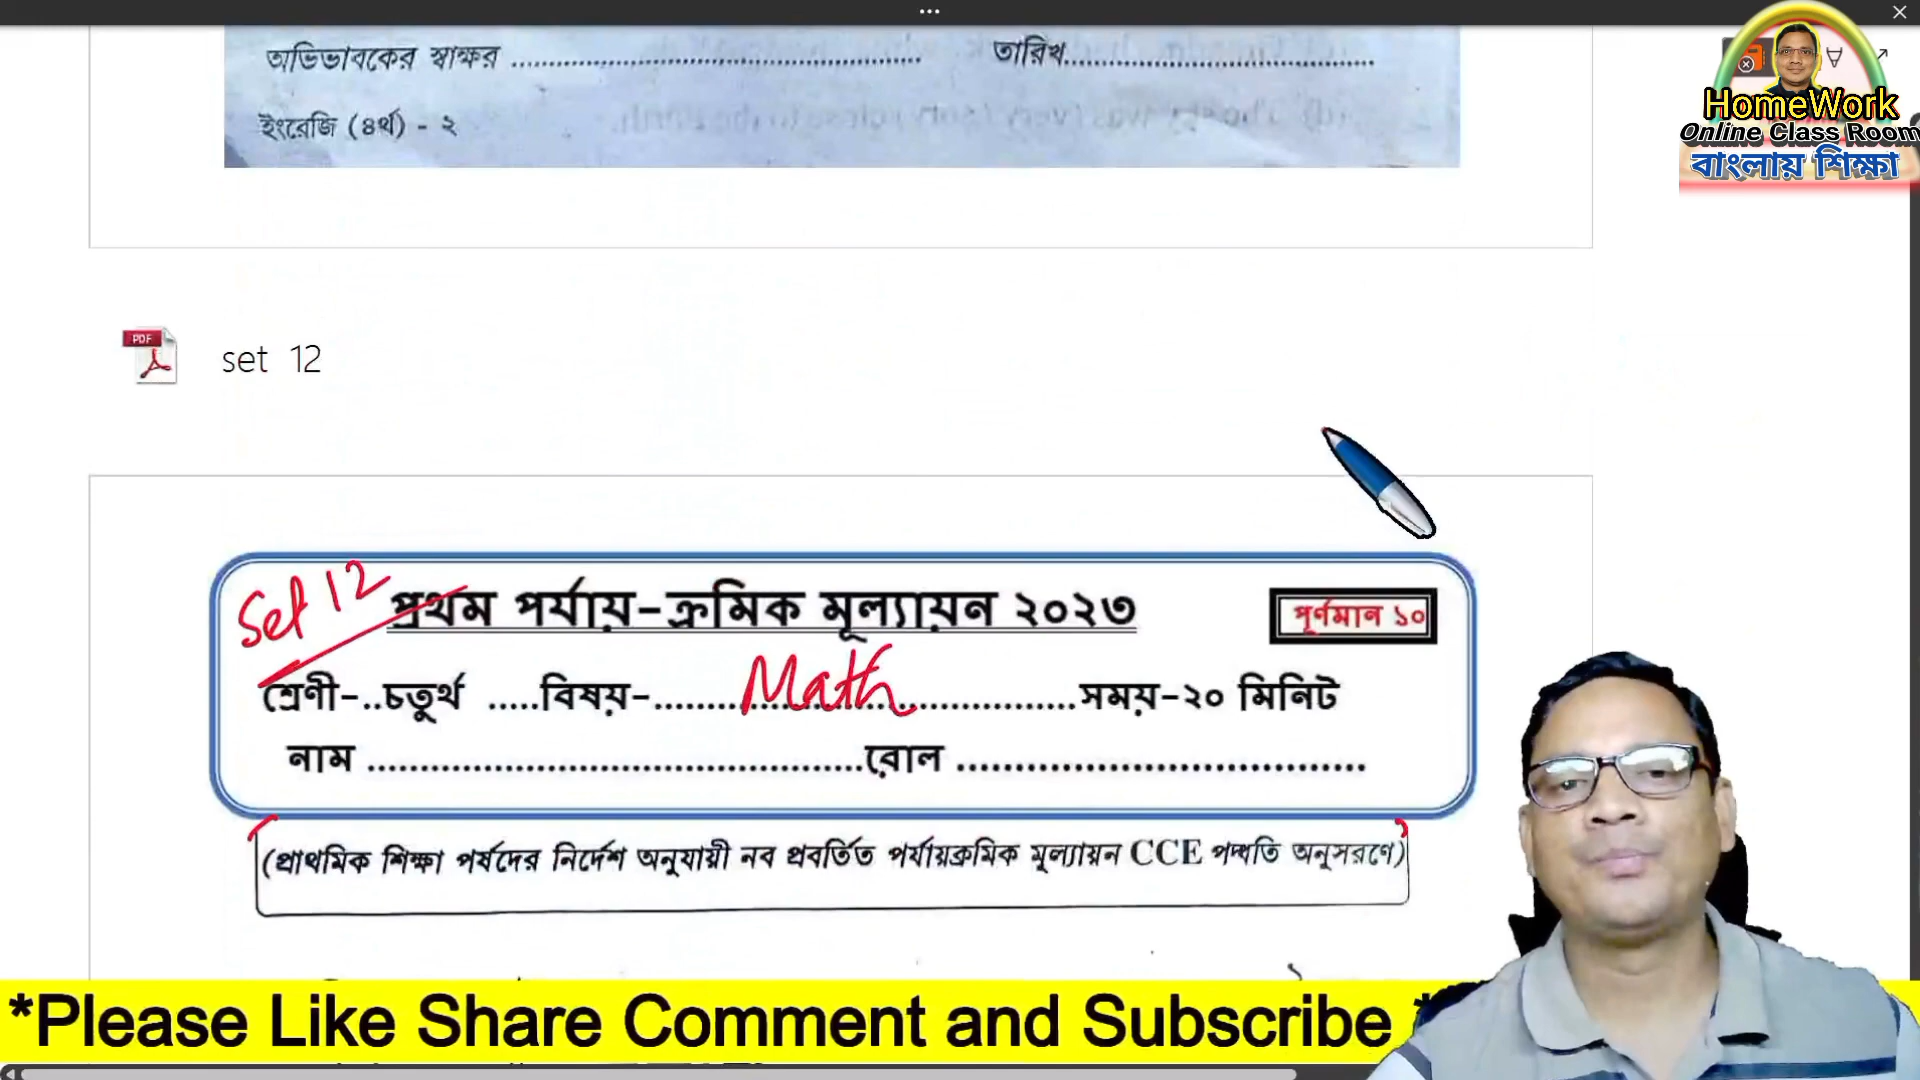 অভিভাবকের স্বাক্ষর ........................................ তারিখ........................................
ইংরেজি (৪র্থ) - ২
HomeWork
Online Class Room
বাংলায় শিক্ষা
PDF
set 12
Set 12
প্রথম পর্যায়-ক্রমিক মূল্যায়ন ২০২৩
পূর্ণমান ১০
শ্রেণী-..চতুর্থ .....বিষয়-........Math................সময়-২০ মিনিট
নাম ................................................রোল ....................................
(প্রাথমিক শিক্ষা পর্ষদের নির্দেশ অনুযায়ী নব প্রবর্তিত পর্যায়ক্রমিক মূল্যায়ন CCE পদ্ধতি অনুসরণে)
*Please Like Share Comment and Subscribe *